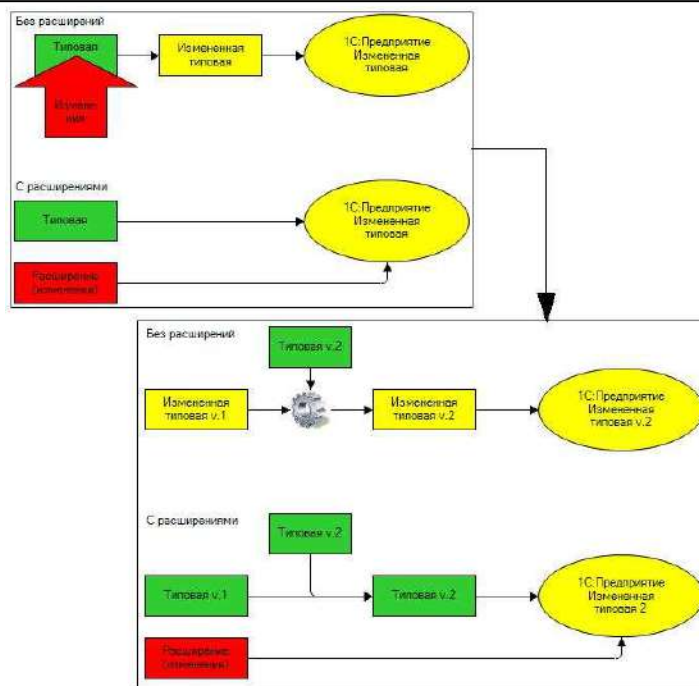 Без расширений
Типовая
Измененная
типовая
1С:Предприятие
Измененная
типовая
Измене
ния
С расширениями
Типовая
1С:Предприятие
Измененная
типовая
Расширение
(изменения)
Без расширений
Типовая v.2
Измененная
типовая v.1
Измененная
типовая v.2
1С:Предприятие
Измененная
типовая v.2
С расширениями
Типовая v.2
Типовая v.1
Типовая v.2
1С:Предприятие
Измененная
типовая 2
Расширение
(изменения)